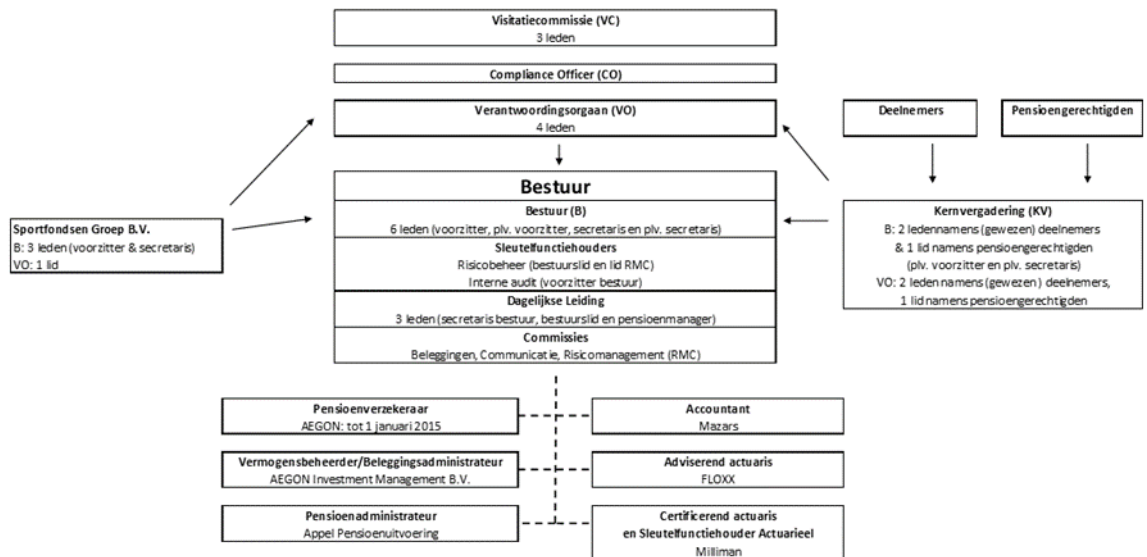 Visitatiecommissie (VC)
3 leden
Compliance Officer (CO)
Verantwoordingsorgaan (VO)
4 leden
Deelnemers
Pensioengerechtigden
Bestuur
Bestuur (B)
6 leden (voorzitter, plv. voorzitter, secretaris en plv. secretaris)
Sleutelfunctiehouders
Risicobeheer (bestuurslid en lid RMC)
Interne audit (voorzitter bestuur)
Dagelijkse Leiding
3 leden (secretaris bestuur, bestuurslid en pensioenmanager)
Commissies
Beleggingen, Communicatie, Risicomanagement (RMC)
Sportfondsen Groep B.V.
B: 3 leden (voorzitter & secretaris)
VO: 1 lid
Kernvergadering (KV)
B: 2 leden namens (gewezen) deelnemers
& 1 lid namens pensioengerechtigden
(plv. voorzitter en plv. secretaris)
VO: 2 leden namens (gewezen) deelnemers,
1 lid namens pensioengerechtigden
Pensioenverzekeraar
AEGON: tot 1 januari 2015
Accountant
Mazars
Vermogensbeheerder/Beleggingsadministrateur
AEGON Investment Management B.V.
Adviserend actuaris
FLOXX
Pensioenadministrateur
Appel Pensioenuitvoering
Certificerend actuaris
en Sleutelfunctiehouder Actuarieel
Milliman